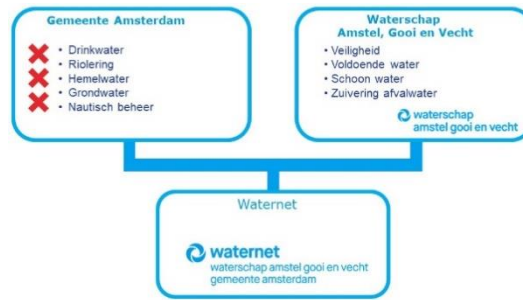 Gemeente Amsterdam
• Drinkwater
• Riolering
• Hemelwater
• Grondwater
• Nautisch beheer
Waterschap
Amstel, Gooi en Vecht
• Veiligheid
• Voldoende water
• Schoon water
• Zuivering afvalwater
waterschap
amstel gooi en vecht
Waternet
waternet
waterschap amstel gooi en vecht
gemeente amsterdam